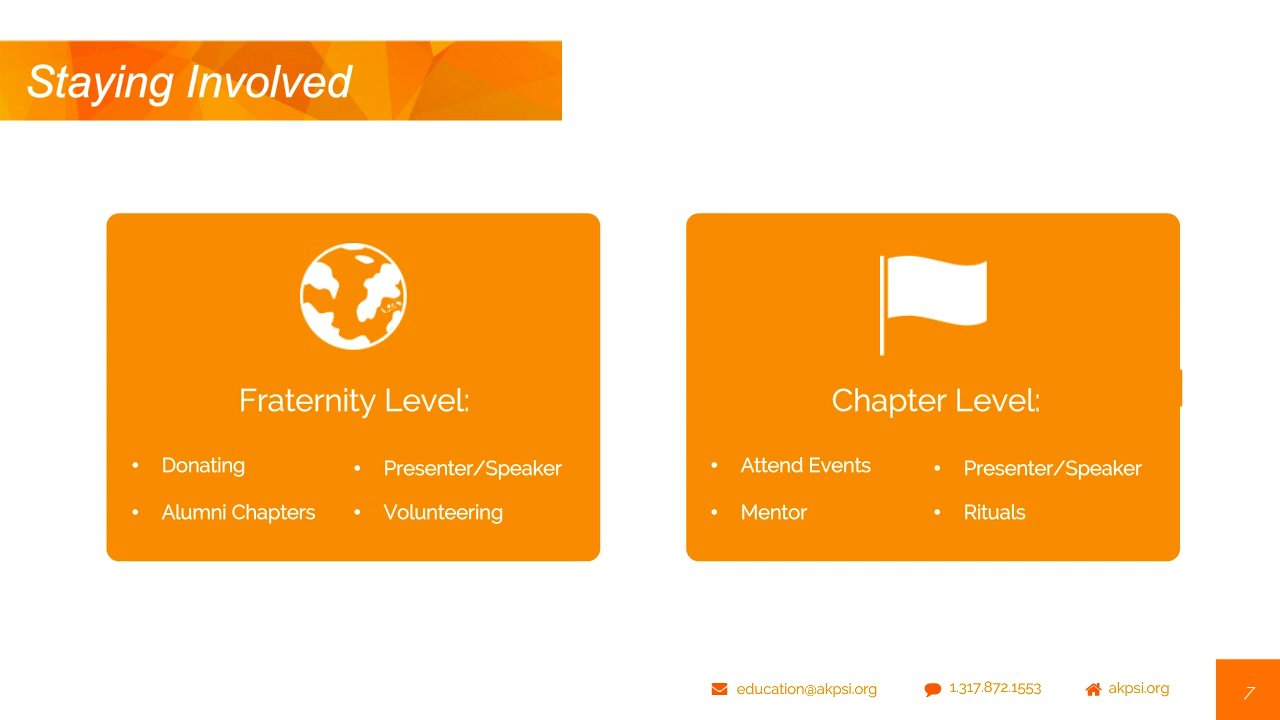 Staying Involved
Fraternity Level:
• Donating
• Presenter/Speaker
• Alumni Chapters
• Volunteering
Chapter Level:
• Attend Events
• Presenter/Speaker
• Mentor
• Rituals
education@akpsi.org
1.317.872.1553
akpsi.org
7